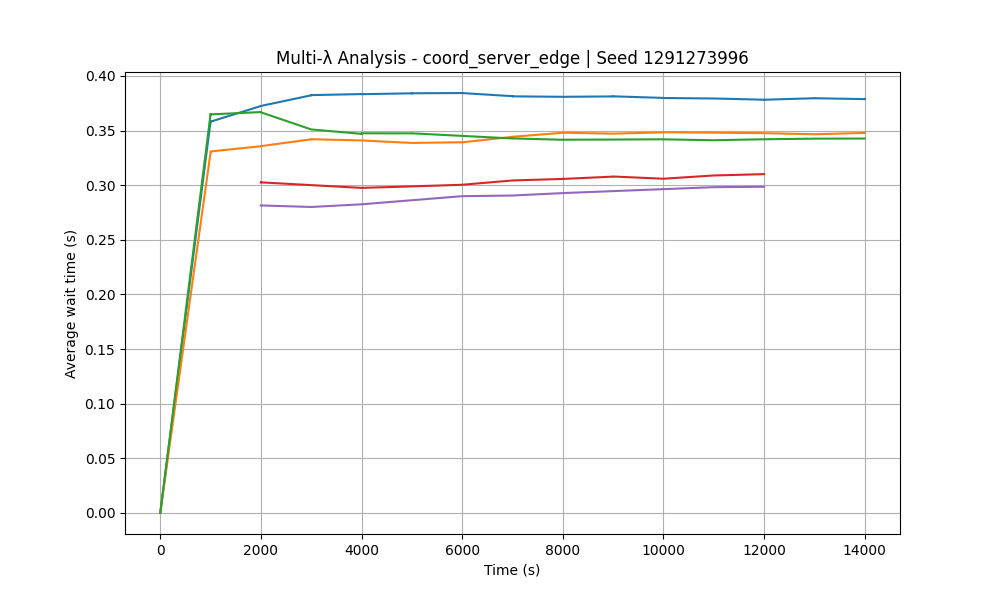 Multi-λ Analysis - coord_server_edge | Seed 1291273996
0.40
0.35
0.30
0.25
0.20
0.15
0.10
0.05
0.00
Average wait time (s)
0 2000 4000 6000 8000 10000 12000 14000
Time (s)